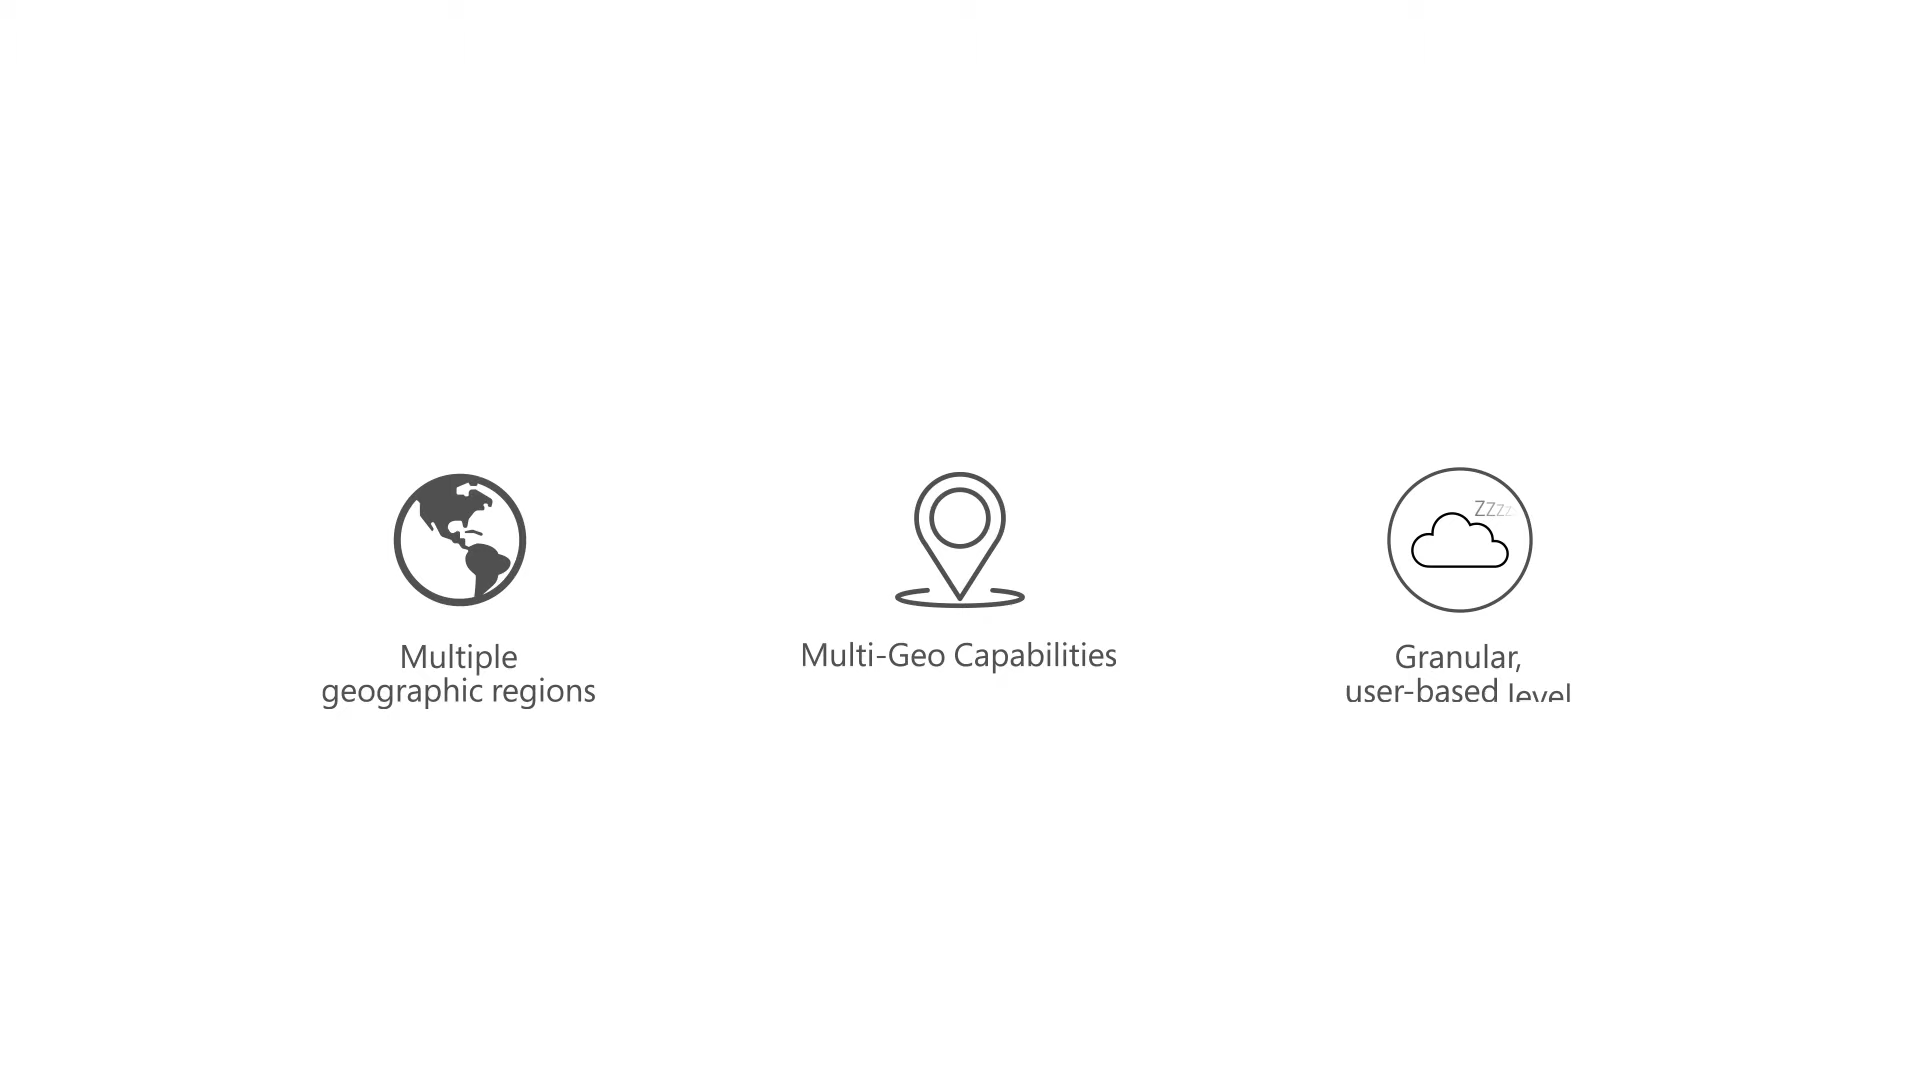 ZZzz
Multiple
geographic regions
Multi-Geo Capabilities
Granular,
user-based level